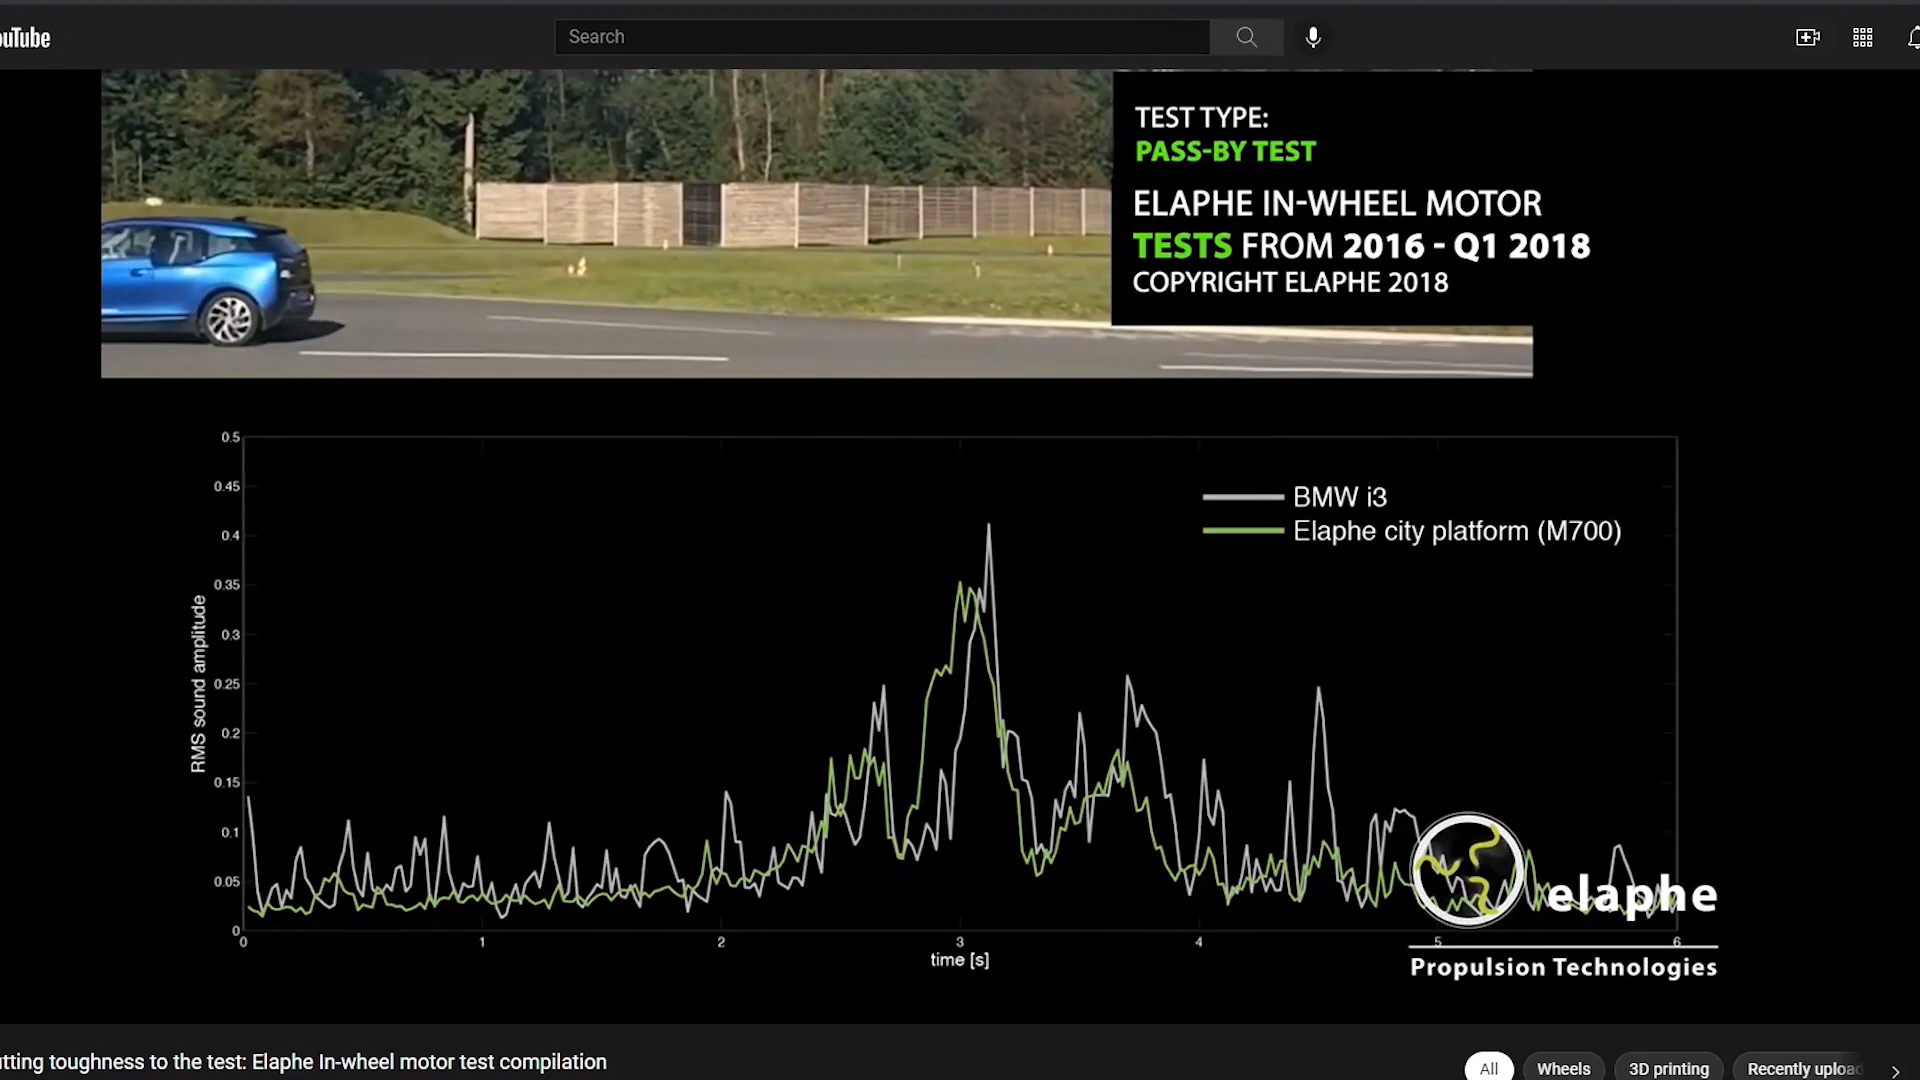 ouTube
Search
TEST TYPE:
PASS-BY TEST
ELAPHE IN-WHEEL MOTOR
TESTS FROM 2016 - Q1 2018
COPYRIGHT ELAPHE 2018
0.5
0.45
0.4
0.35
0.3
0.25
0.2
0.15
0.1
0.05
0
RMS sound amplitude
BMW i3
Elaphe city platform (M700)
0 1 2 3 4 5 6
time [s]
elaphe
Propulsion Technologies
utting toughness to the test: Elaphe In-wheel motor test compilation
All Wheels 3D printing Recently upload